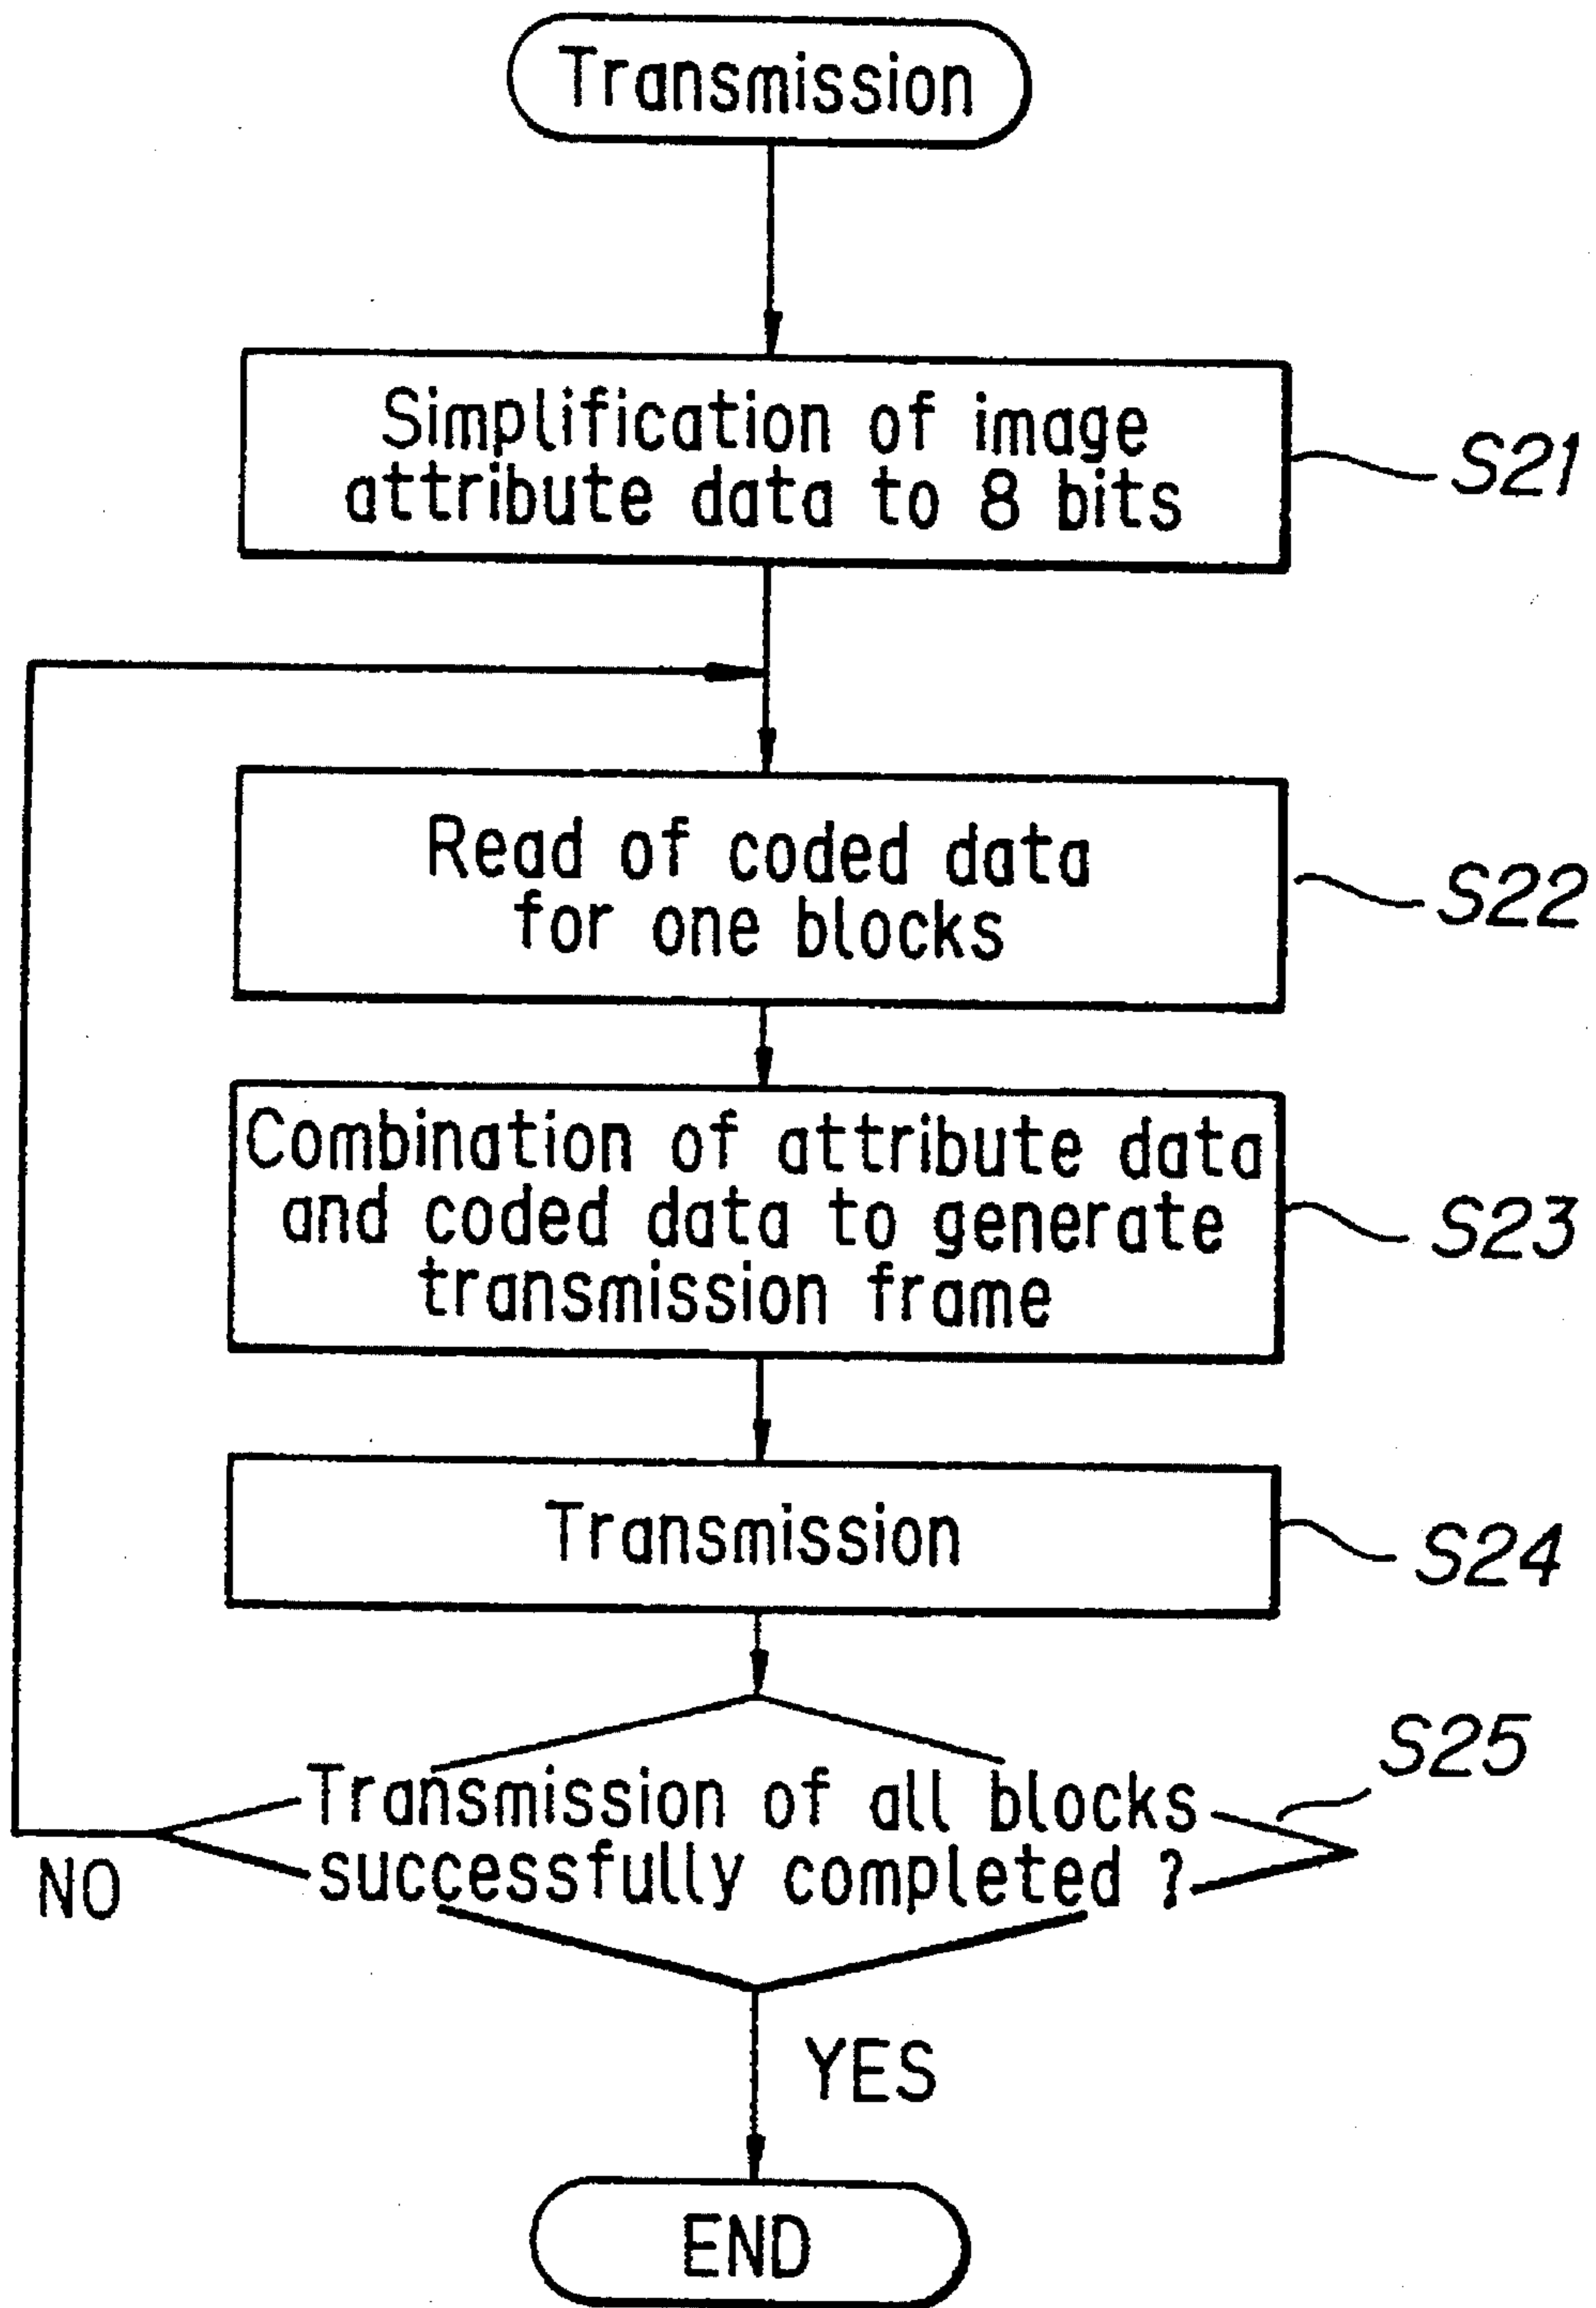 Transmission
Simplification of image
attribute data to 8 bits
S21
Read of coded data
for one blocks
S22
Combination of attribute data
and coded data to generate
transmission frame
S23
Transmission
S24
S25
Transmission of all blocks
successfully completed ?
NO
YES
END